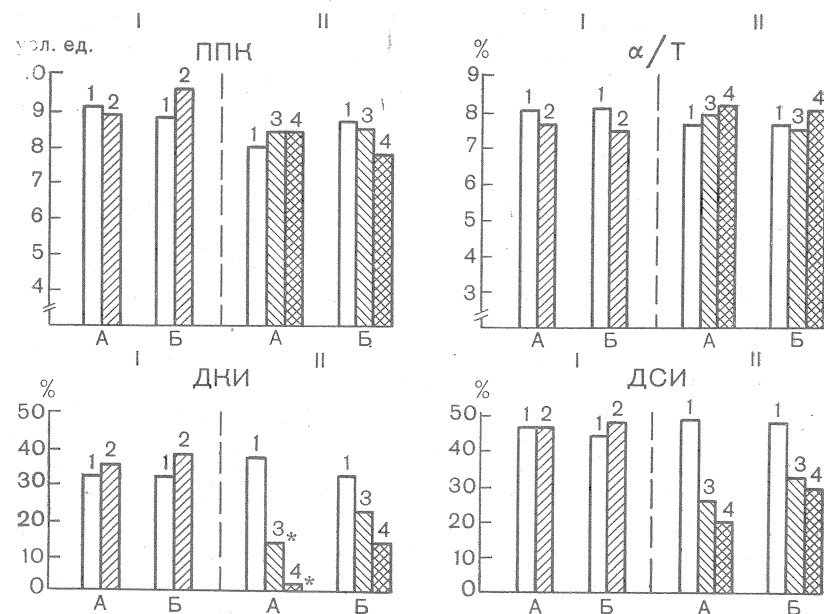 I II I II
усл. ед. ППК % α/Т
10 9 8 7 6 5 4
1 2 1 2 1 3 4 1 3 4
А Б А Б
9 8 7 6 5 4 3
1 2 1 2 1 3 4 1 3 4
А Б А Б
I II I II
% ДКИ % ДСИ
50 40 30 20 10 0
1 2 1 2 1 3* 4* 1 3 4
А Б А Б
50 40 30 20 10 0
1 2 1 2 1 3 4 1 3 4
А Б А Б